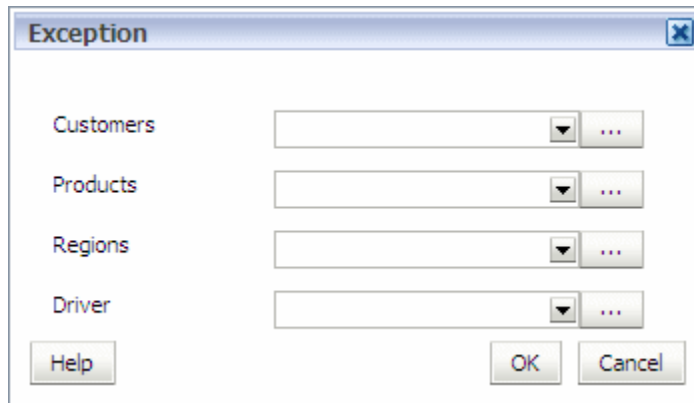 Exception
Customers ...
Products ...
Regions ...
Driver ...
Help OK Cancel